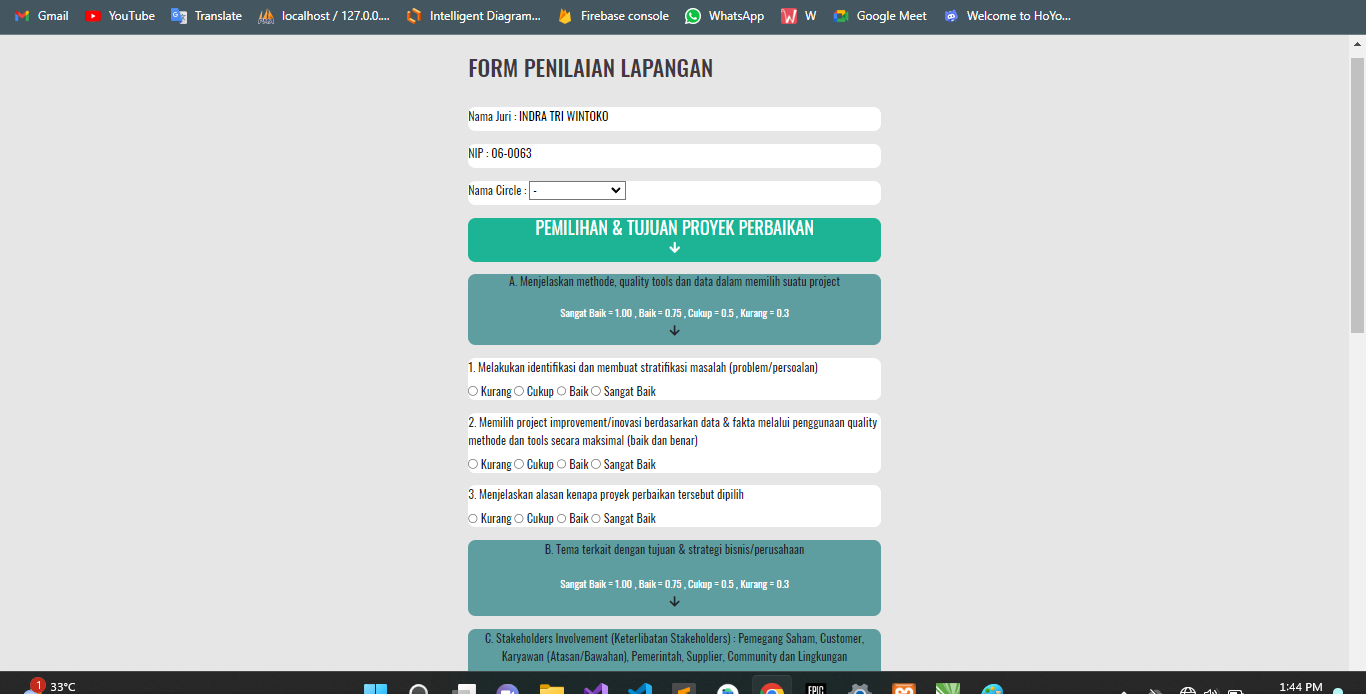 Gmail YouTube Translate localhost / 127.0.0.... Intelligent Diagram... Firebase console WhatsApp W Google Meet Welcome to HoYo...
FORM PENILAIAN LAPANGAN
Nama Juri : INDRA TRI WINTOKO
NIP : 06-0063
Nama Circle : -
PEMILIHAN & TUJUAN PROYEK PERBAIKAN
A. Menjelaskan methode, quality tools dan data dalam memilih suatu project
Sangat Baik = 1.00 , Baik = 0.75 , Cukup = 0.5 , Kurang = 0.3
1. Melakukan identifikasi dan membuat stratifikasi masalah (problem/persoalan)
Kurang Cukup Baik Sangat Baik
2. Memilih project improvement/inovasi berdasarkan data & fakta melalui penggunaan quality
methode dan tools secara maksimal (baik dan benar)
Kurang Cukup Baik Sangat Baik
3. Menjelaskan alasan kenapa proyek perbaikan tersebut dipilih
Kurang Cukup Baik Sangat Baik
B. Tema terkait dengan tujuan & strategi bisnis/perusahaan
Sangat Baik = 1.00 , Baik = 0.75 , Cukup = 0.5 , Kurang = 0.3
C. Stakeholders Involvement (Keterlibatan Stakeholders) : Pemegang Saham, Customer,
Karyawan (Atasan/Bawahan), Pemerintah, Supplier, Community dan Lingkungan
1 33°C EPIC 1:44 PM